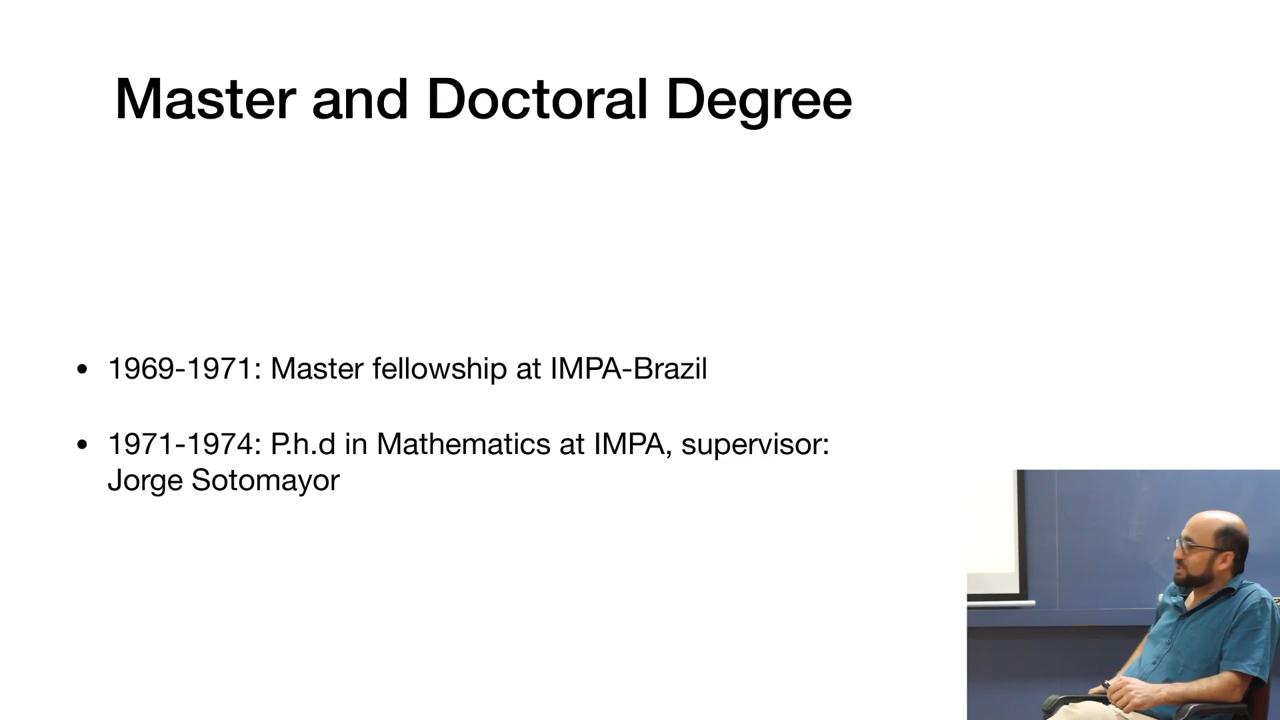 Master and Doctoral Degree
• 1969-1971: Master fellowship at IMPA-Brazil
• 1971-1974: P.h.d in Mathematics at IMPA, supervisor:
Jorge Sotomayor